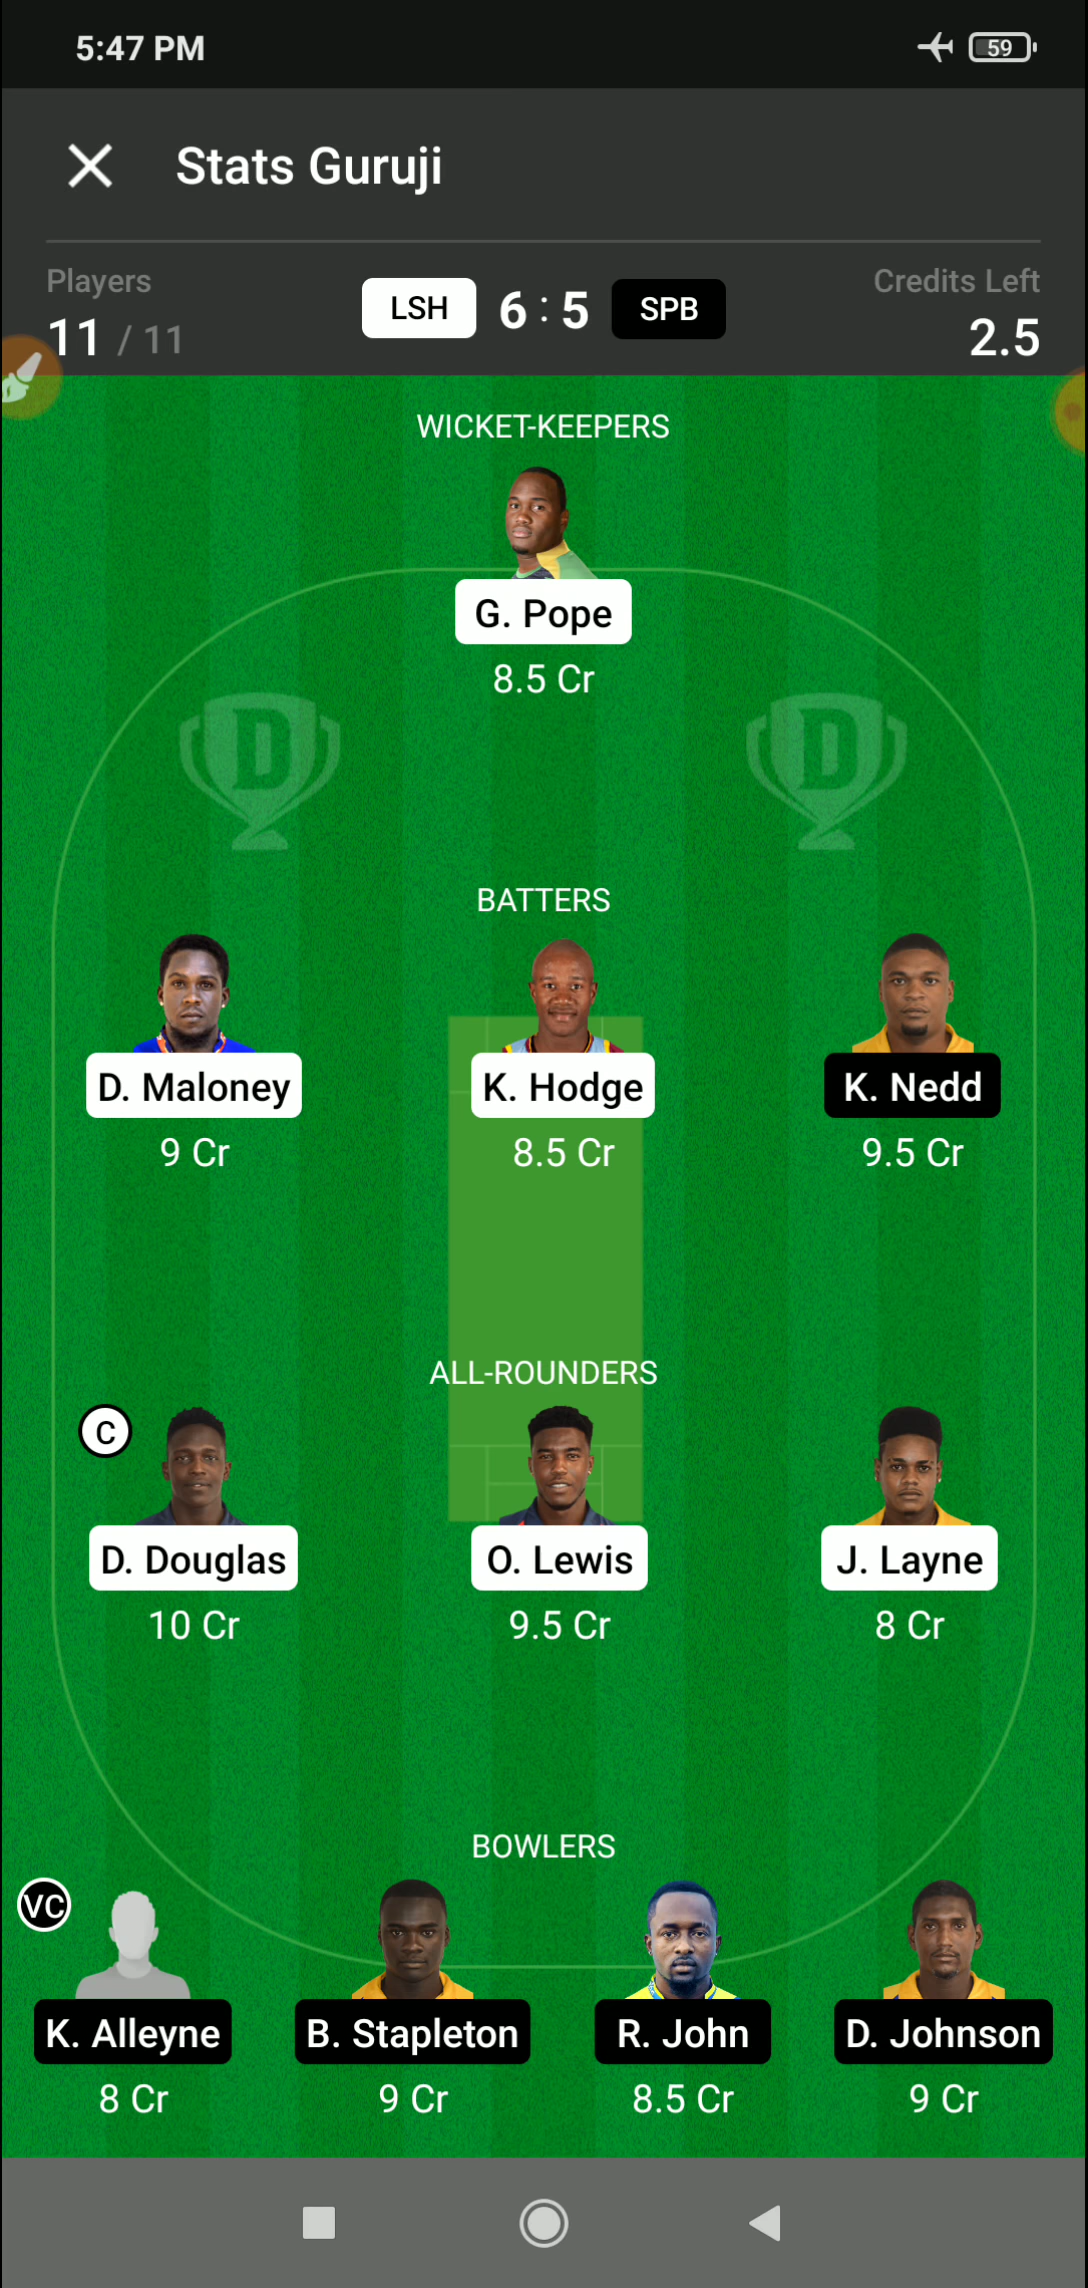 5:47 PM
59
Stats Guruji
Players
Credits Left
11 / 11
LSH 6 : 5 SPB
2.5
WICKET-KEEPERS
G. Pope
8.5 Cr
D D
BATTERS
D. Maloney K. Hodge K. Nedd
9 Cr 8.5 Cr 9.5 Cr
ALL-ROUNDERS
C
D. Douglas O. Lewis J. Layne
10 Cr 9.5 Cr 8 Cr
BOWLERS
VC
K. Alleyne B. Stapleton R. John D. Johnson
8 Cr 9 Cr 8.5 Cr 9 Cr